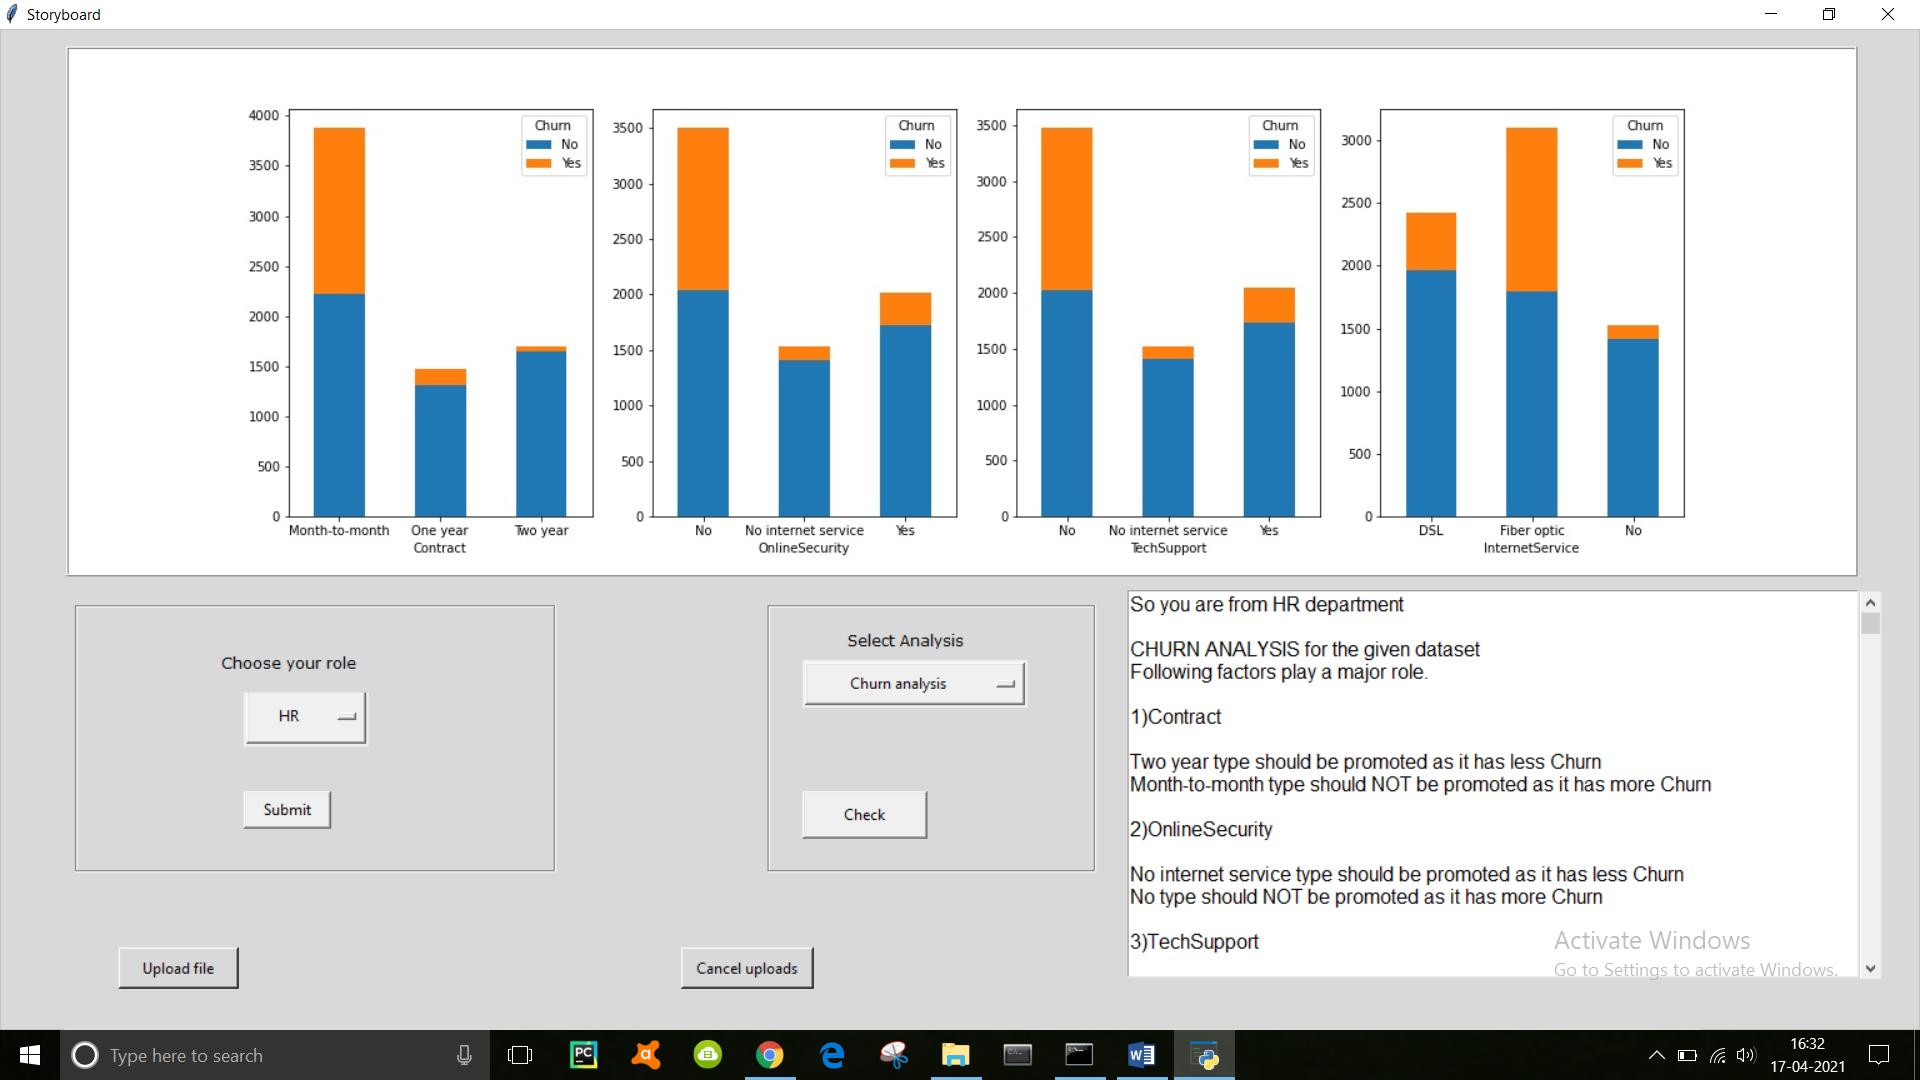 Storyboard
4000
3500
3000
2500
2000
1500
1000
500
0
Churn
No
Yes
Month-to-month One year Two year
Contract
3500
3000
2500
2000
1500
1000
500
0
Churn
No
Yes
No No internet service Yes
OnlineSecurity
3500
3000
2500
2000
1500
1000
500
0
Churn
No
Yes
No No internet service Yes
TechSupport
3000
2500
2000
1500
1000
500
0
Churn
No
Yes
DSL Fiber optic No
InternetService
Choose your role
HR
Submit
Select Analysis
Churn analysis
Check
So you are from HR department
CHURN ANALYSIS for the given dataset
Following factors play a major role.
1)Contract
Two year type should be promoted as it has less Churn
Month-to-month type should NOT be promoted as it has more Churn
2)OnlineSecurity
No internet service type should be promoted as it has less Churn
No type should NOT be promoted as it has more Churn
3)TechSupport
Activate Windows
Go to Settings to activate Windows.
Upload file
Cancel uploads
Type here to search
PC
W
16:32
17-04-2021